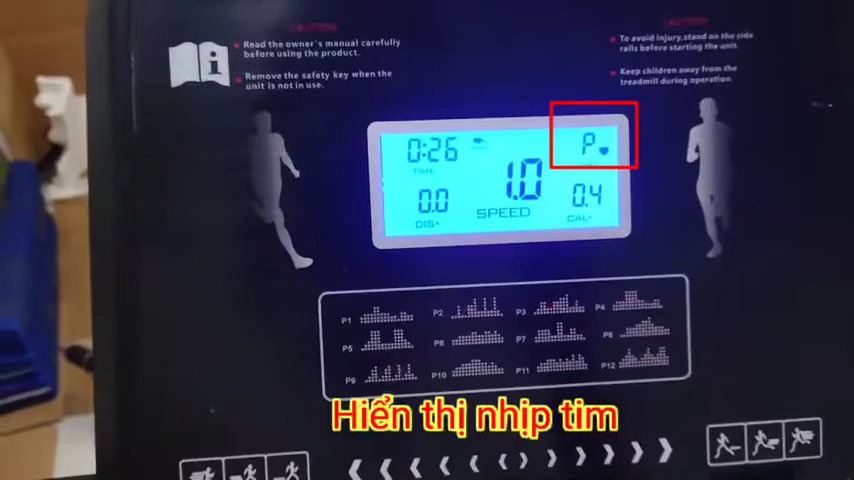 CAUTION
Read the owner's manual carefully
before using the product.
Remove the safety key when the
unit is not in use.
CAUTION
To avoid injury,stand on the side
rails before starting the unit.
Keep children away from the
treadmill during operation
0:26
TIME
P
1.0
SPEED
0.0
DIS
0.4
CAL
P1
P2
P3
P4
P5
P6
P7
P8
P9
P10
P11
P12
Hiển thị nhịp tim